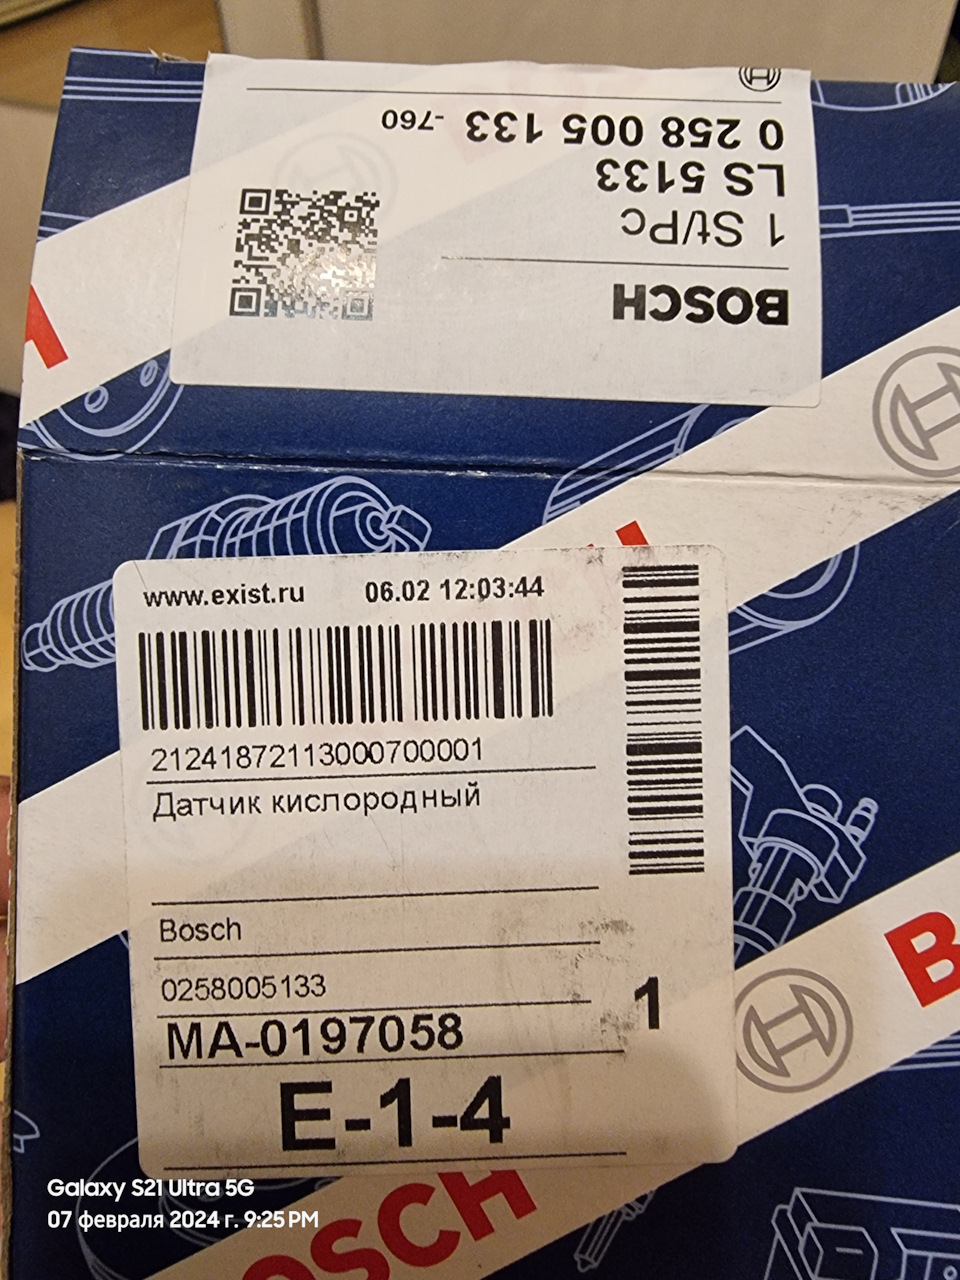 0 258 005 133 -760
LS 5133
1 St/Pc
BOSCH
H
www.exist.ru 06.02 12:03:44
21241872113000700001
Датчик кислородный
Bosch
0258005133
1
MA-0197058
E-1-4
B
BOSCH
Galaxy S21 Ultra 5G
07 февраля 2024 г. 9:25 PM